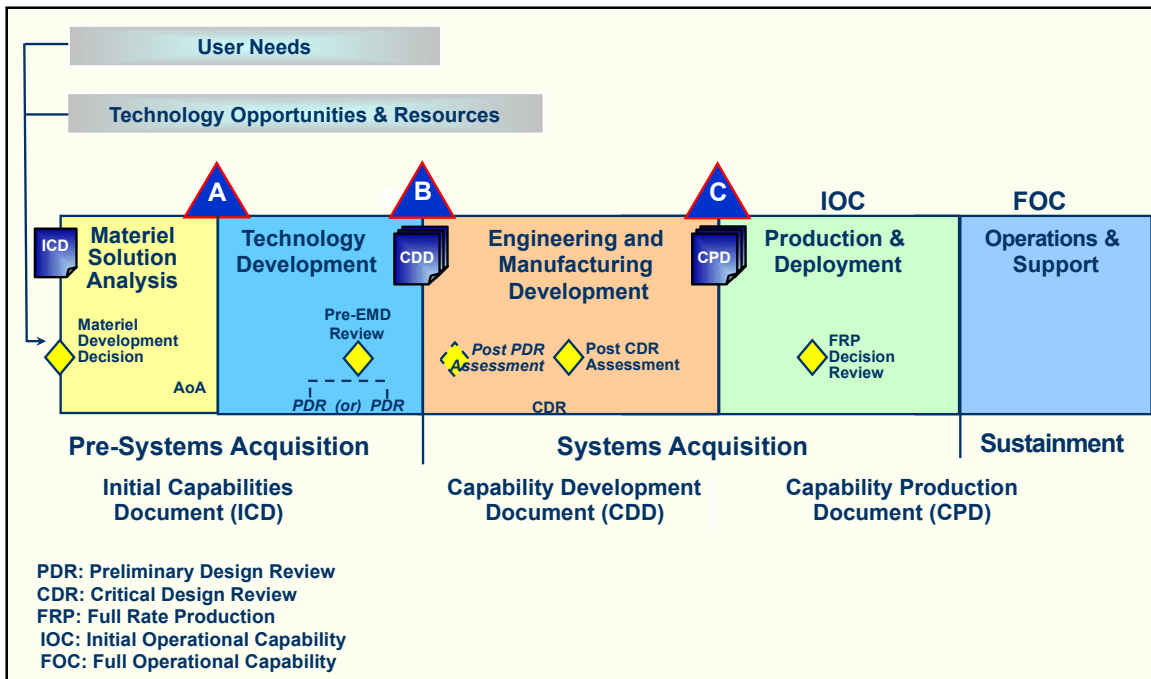 User Needs
Technology Opportunities & Resources
A
B
C
IOC
FOC
ICD
Materiel
Solution
Analysis
Technology
Development
CDD
Engineering and
Manufacturing
Development
CPD
Production &
Deployment
Operations &
Support
Materiel
Development
Decision
AoA
Pre-EMD
Review
PDR (or) PDR
Post PDR
Assessment
Post CDR
Assessment
CDR
FRP
Decision
Review
Pre-Systems Acquisition
Systems Acquisition
Sustainment
Initial Capabilities
Document (ICD)
Capability Development
Document (CDD)
Capability Production
Document (CPD)
PDR: Preliminary Design Review
CDR: Critical Design Review
FRP: Full Rate Production
IOC: Initial Operational Capability
FOC: Full Operational Capability